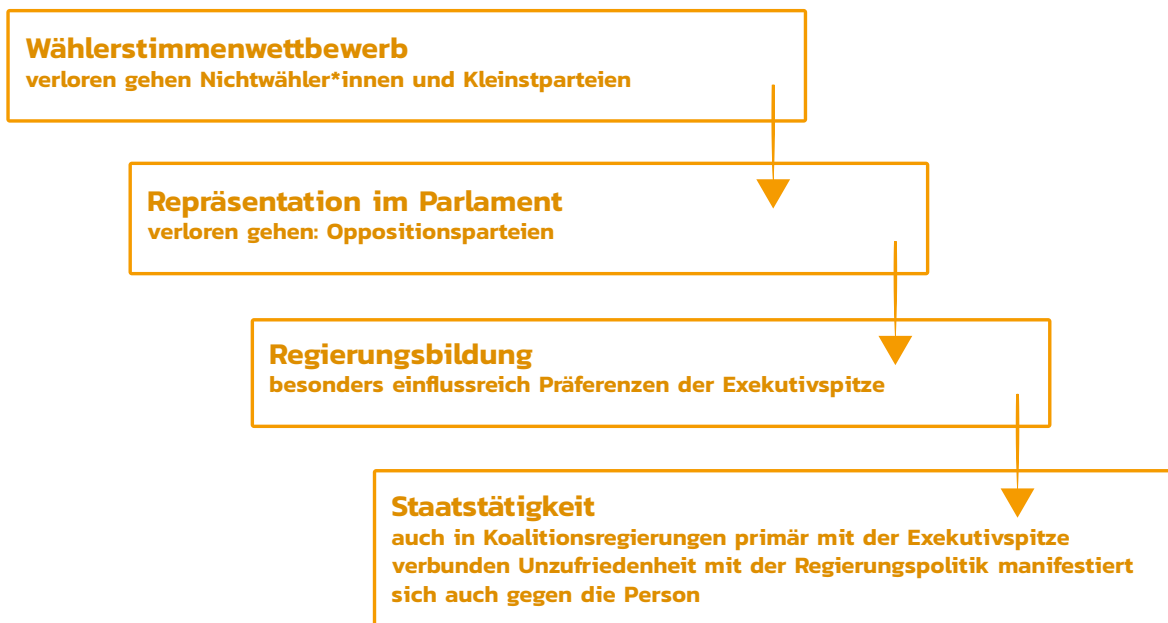 Wählerstimmenwettbewerb
verloren gehen Nichtwähler*innen und Kleinstparteien
Repräsentation im Parlament
verloren gehen: Oppositionsparteien
Regierungsbildung
besonders einflussreich Präferenzen der Exekutivspitze
Staatstätigkeit
auch in Koalitionsregierungen primär mit der Exekutivspitze
verbunden Unzufriedenheit mit der Regierungspolitik manifestiert
sich auch gegen die Person